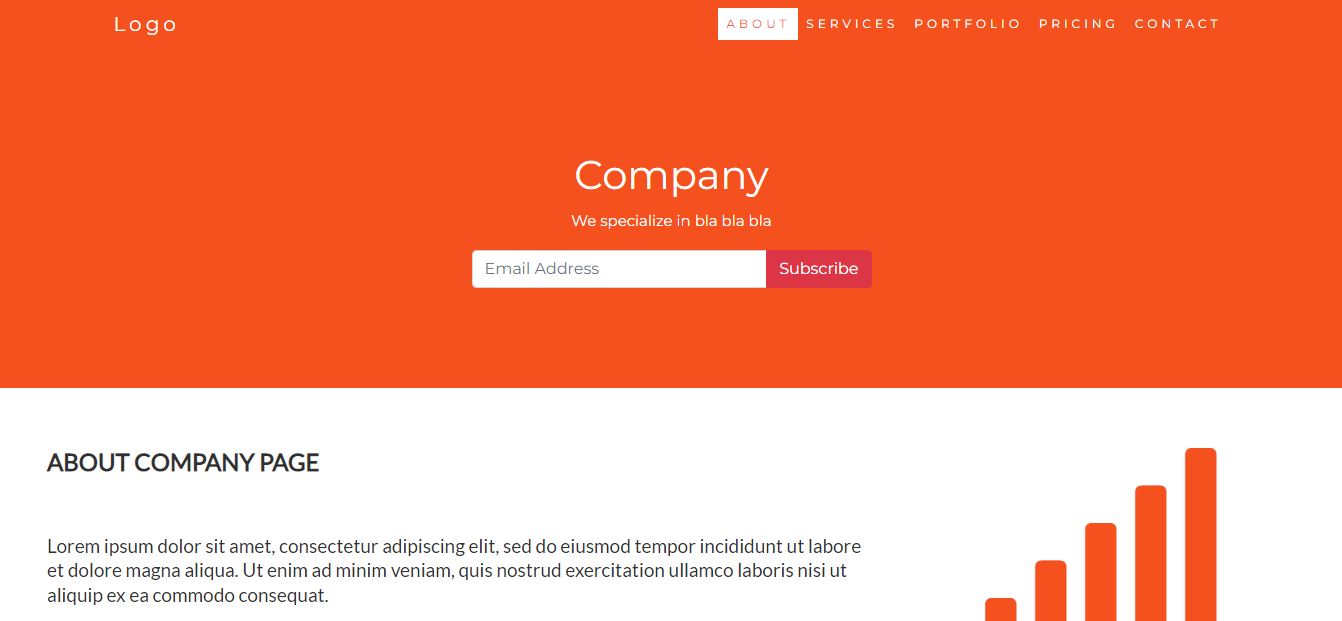 Logo
ABOUT SERVICES PORTFOLIO PRICING CONTACT
Company
We specialize in bla bla bla
Email Address Subscribe
ABOUT COMPANY PAGE
Lorem ipsum dolor sit amet, consectetur adipiscing elit, sed do eiusmod tempor incididunt ut labore
et dolore magna aliqua. Ut enim ad minim veniam, quis nostrud exercitation ullamco laboris nisi ut
aliquip ex ea commodo consequat.